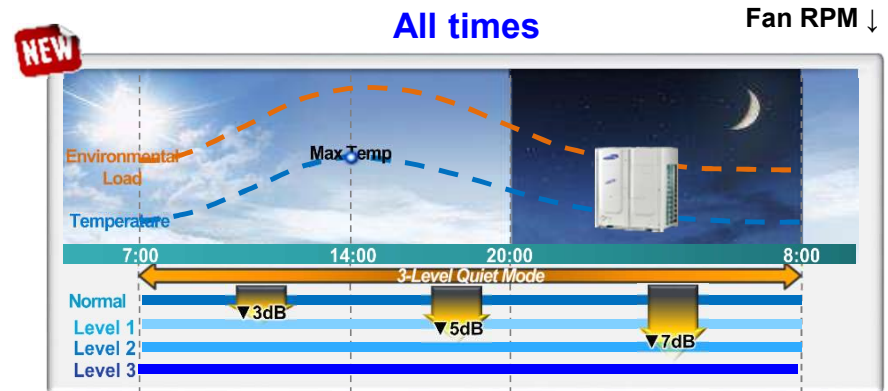 All times
Fan RPM ↓
NEW
Environmental
Load
Max Temp
Temperature
7:00 14:00 20:00 8:00
3-Level Quiet Mode
Normal
▼3dB
Level 1
▼5dB
Level 2
▼7dB
Level 3